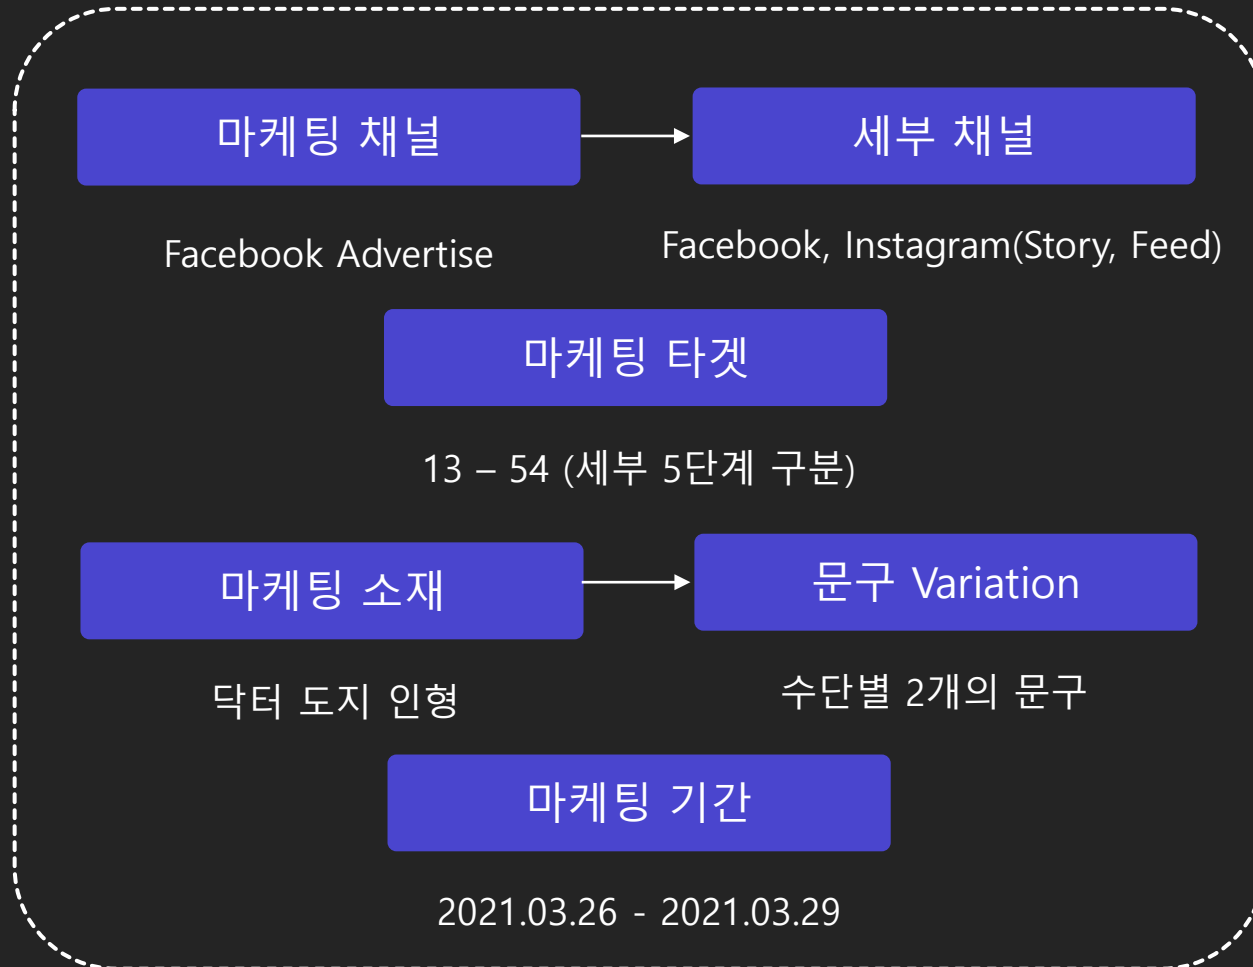 마케팅 채널
세부 채널
Facebook Advertise
Facebook, Instagram(Story, Feed)
마케팅 타겟
13 – 54 (세부 5단계 구분)
마케팅 소재
문구 Variation
닥터 도지 인형
수단별 2개의 문구
마케팅 기간
2021.03.26 - 2021.03.29